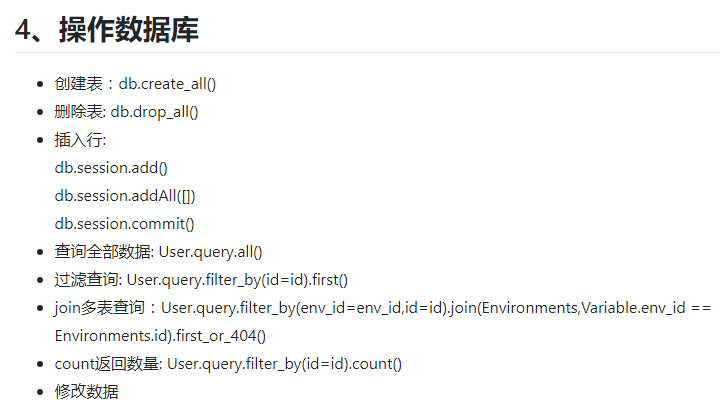 4、操作数据库
创建表：db.create_all()
删除表: db.drop_all()
插入行:
db.session.add()
db.session.addAll([])
db.session.commit()
查询全部数据: User.query.all()
过滤查询: User.query.filter_by(id=id).first()
join多表查询：User.query.filter_by(env_id=env_id,id=id).join(Environments,Variable.env_id ==
Environments.id).first_or_404()
count返回数量: User.query.filter_by(id=id).count()
修改数据